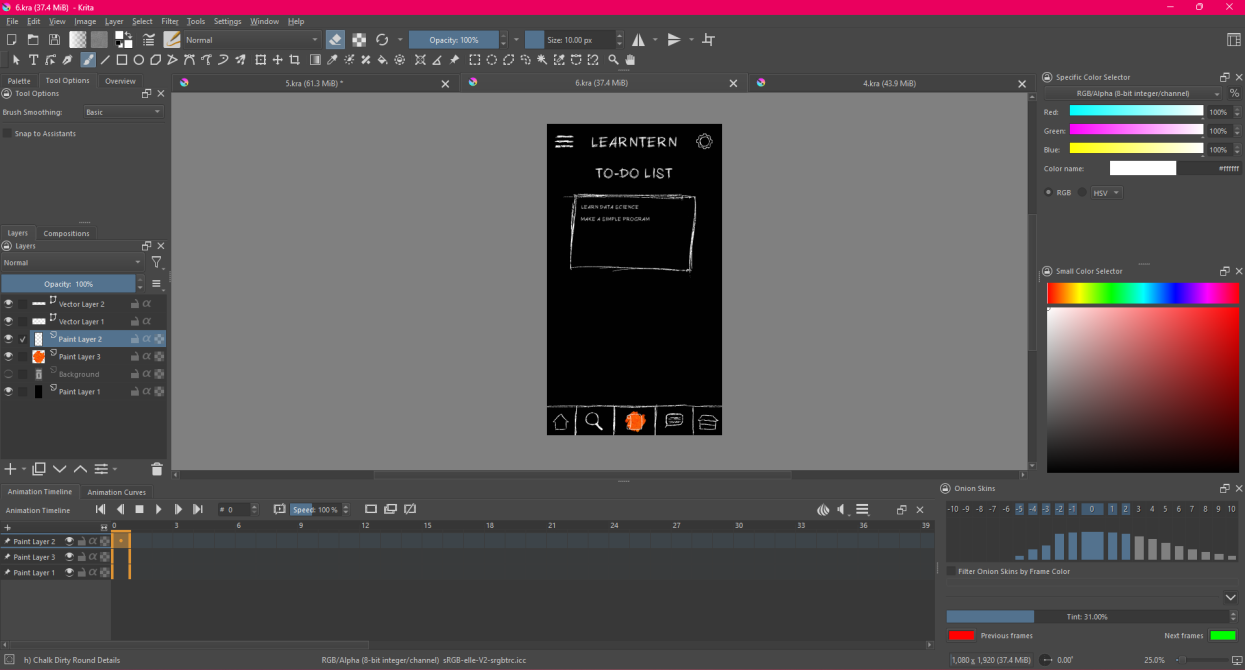 6.kra (37.4 MiB) - Krita
File Edit View Image Layer Select Filter Tools Settings Window Help
Normal Opacity: 100% Size: 10.00 px
Palette Tool Options Overview
Tool Options
Brush Smoothing: Basic
Snap to Assistants
5.kra (61.3 MiB) * 6.kra (37.4 MiB) 4.kra (43.9 MiB)
LEARNTERN
TO-DO LIST
LEARN DATA SCIENCE
MAKE A SIMPLE PROGRAM
Specific Color Selector
RGB/Alpha (8-bit integer/channel) %
Red: 100%
Green: 100%
Blue: 100%
Color name: #ffffff
RGB HSV
Small Color Selector
Layers Compositions
Layers
Normal
Opacity: 100%
Vector Layer 2
Vector Layer 1
Paint Layer 2
Paint Layer 3
Background
Paint Layer 1
Animation Timeline Animation Curves
Animation Timeline # 0 Speed: 100 %
0 3 6 9 12 15 18 21 24 27 30 33 36 39
Paint Layer 2
Paint Layer 3
Paint Layer 1
Onion Skins
-10 -9 -8 -7 -6 -5 -4 -3 -2 -1 0 1 2 3 4 5 6 7 8 9 10
Filter Onion Skins by Frame Color
Tint: 31.00%
Previous frames Next frames
h) Chalk Dirty Round Details RGB/Alpha (8-bit integer/channel) sRGB-elle-V2-srgbtrc.icc 1,080 x 1,920 (37.4 MiB) 0.00° 25.0%